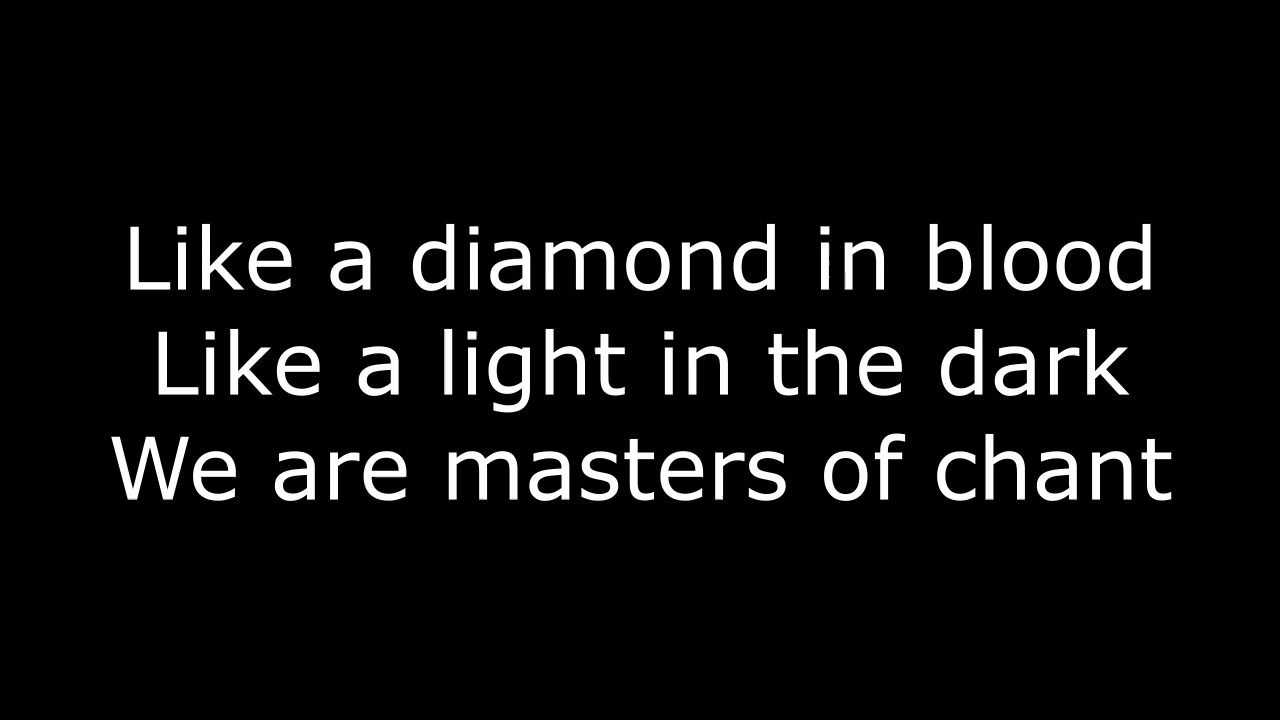 Like a diamond in blood
Like a light in the dark
We are masters of chant